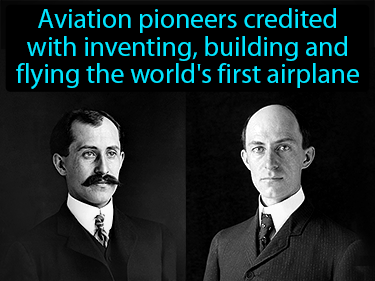 Aviation pioneers credited
with inventing, building and
flying the world's first airplane